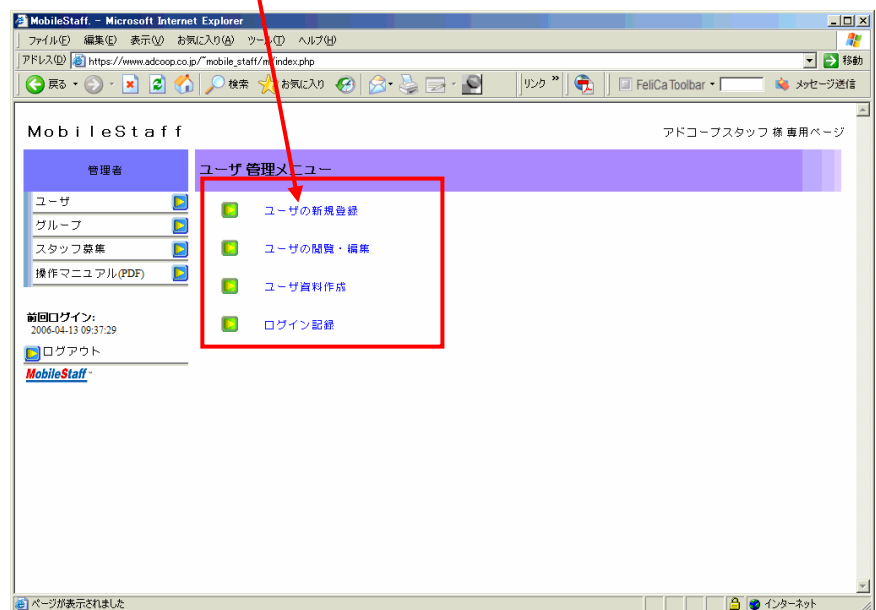 MobileStaff. - Microsoft Internet Explorer
ファイル(F) 編集(E) 表示(V) お気に入り(A) ツール(T) ヘルプ(H)
アドレス(D) https://www.adcoop.co.jp/~mobile_staff/m/index.php 移動
戻る 検索 お気に入り リンク » FeliCa Toolbar メッセージ送信
MobileStaff アドコープスタッフ 様 専用ページ
管理者
ユーザ 管理メニュー
ユーザ
グループ
スタッフ募集
操作マニュアル(PDF)
ユーザの新規登録
ユーザの閲覧・編集
ユーザ資料作成
ログイン記録
前回ログイン:
2006-04-13 09:37:29
ログアウト
MobileStaff
ページが表示されました インターネット